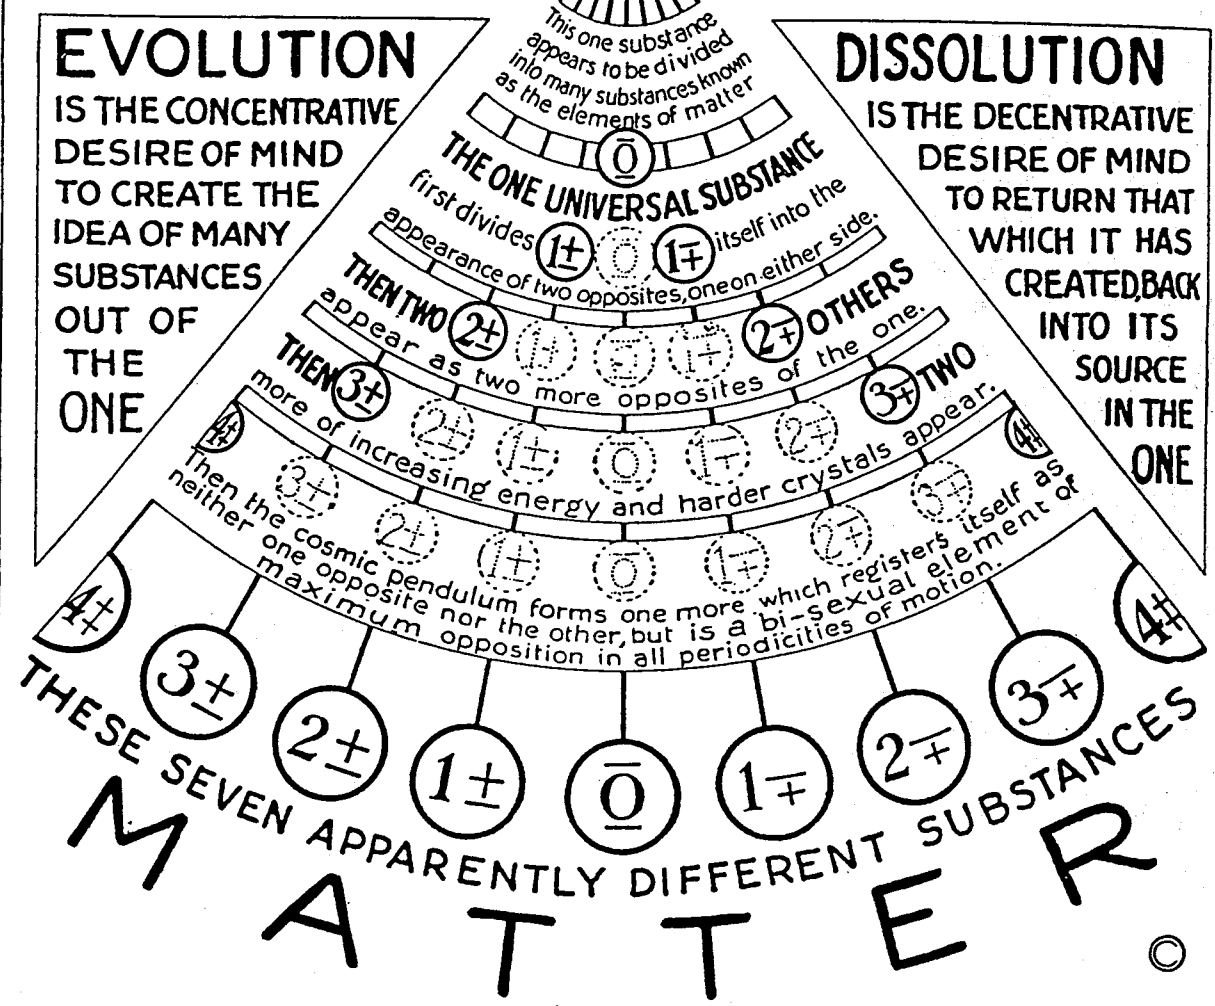 EVOLUTION
IS THE CONCENTRATIVE
DESIRE OF MIND
TO CREATE THE
IDEA OF MANY
SUBSTANCES
OUT OF
THE
ONE
DISSOLUTION
IS THE DECENTRATIVE
DESIRE OF MIND
TO RETURN THAT
WHICH IT HAS
CREATED,BACK
INTO ITS
SOURCE
IN THE
ONE
This one substance
appears to be divided
into many substances known
as the elements of matter
0
THE ONE UNIVERSAL SUBSTANCE
first divides 1± 0 1∓ itself into the
appearance of two opposites, one on either side.
THEN TWO 2± 1± 0 1∓ 2∓ OTHERS
appear as two more opposites of the one.
THEN 3± 2± 1± 0 1∓ 2∓ 3∓ TWO
more of increasing energy and harder crystals appear.
4± 3± 2± 1± 0 1∓ 2∓ 3∓ 4±
Then the cosmic pendulum forms one more which registers itself as
neither one opposite nor the other, but is a bi-sexual element of
maximum opposition in all periodicities of motion.
4± 3± 2± 1± 0 1∓ 2∓ 3∓ 4±
THESE SEVEN APPARENTLY DIFFERENT SUBSTANCES
MATTER
©